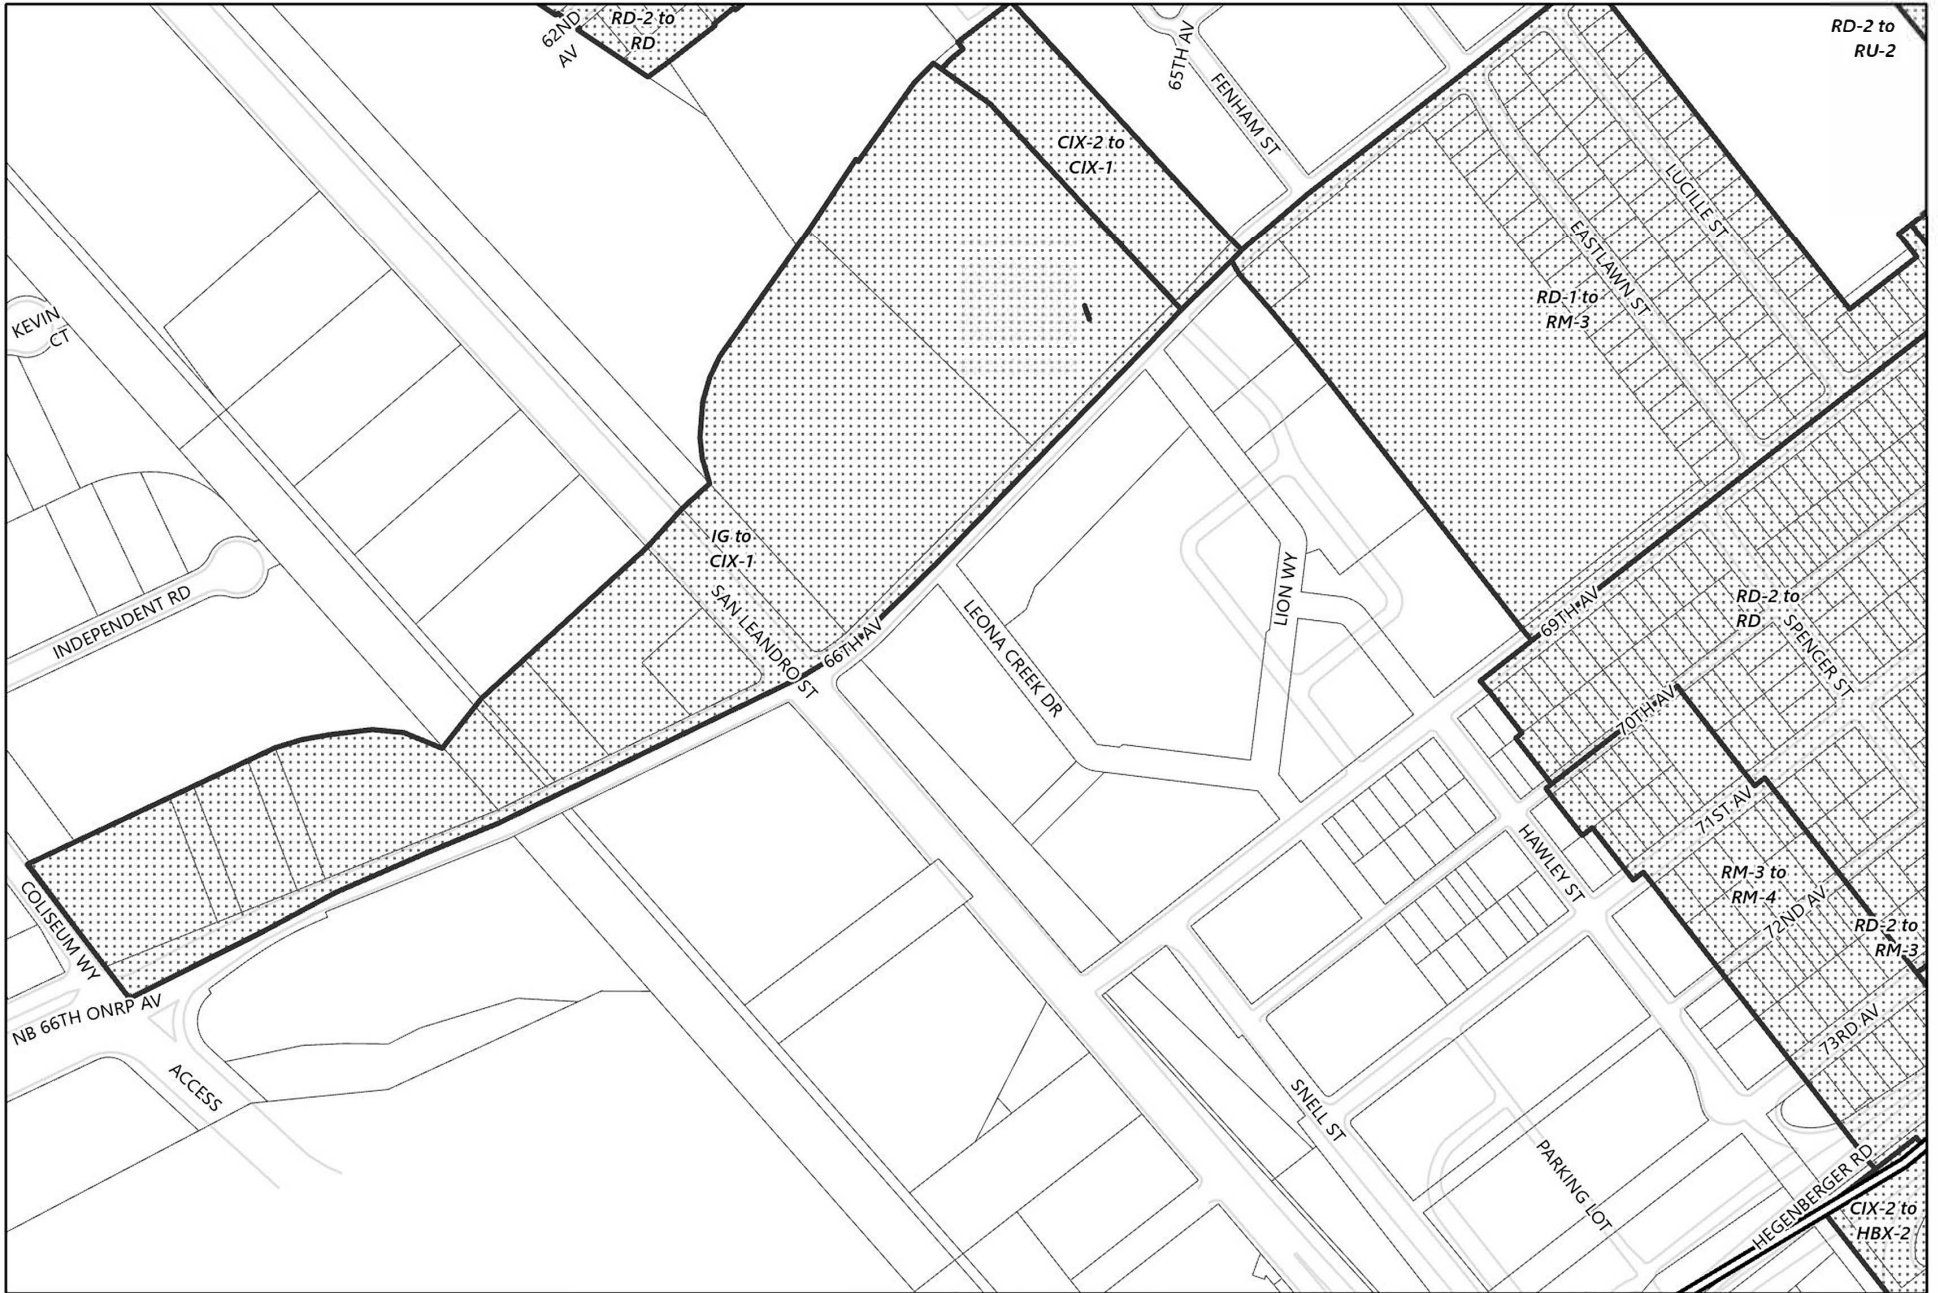 62ND
AV
RD-2 to
RD
65TH AV
FENHAM ST
RD-2 to
RU-2
CIX-2 to
CIX-1
LUCILLE ST
EASTLAWN ST
RD-1 to
RM-3
KEVIN
CT
IG to
CIX-1
SAN LEANDRO ST
66TH AV
LEONA CREEK DR
LION WY
INDEPENDENT RD
69TH AV
RD-2 to
RD
SPENCER ST
70TH AV
71ST AV
HAWLEY ST
RM-3 to
RM-4
72ND AV
RD-2 to
RM-3
COLISEUM WY
NB 66TH ONRP AV
73RD AV
ACCESS
SNELL ST
PARKING LOT
HEGENBERGER RD
CIX-2 to
HBX-2